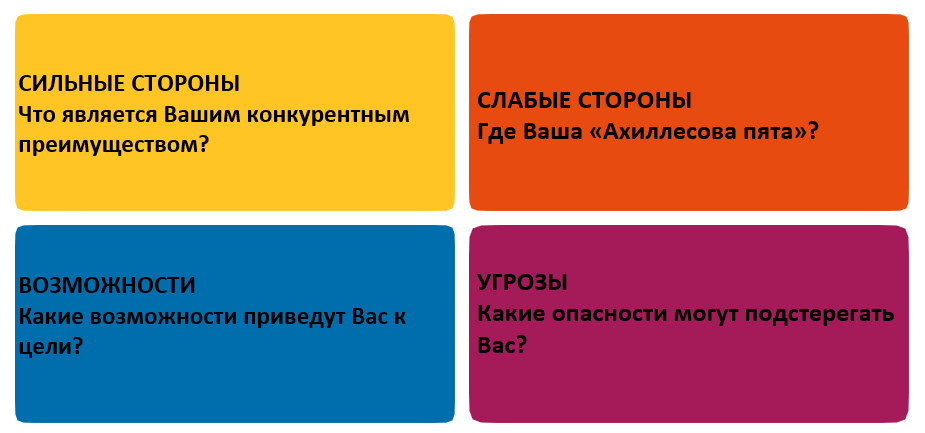 СИЛЬНЫЕ СТОРОНЫ
Что является Вашим конкурентным
преимуществом?
СЛАБЫЕ СТОРОНЫ
Где Ваша «Ахиллесова пята»?
ВОЗМОЖНОСТИ
Какие возможности приведут Вас к
цели?
УГРОЗЫ
Какие опасности могут подстерегать
Вас?